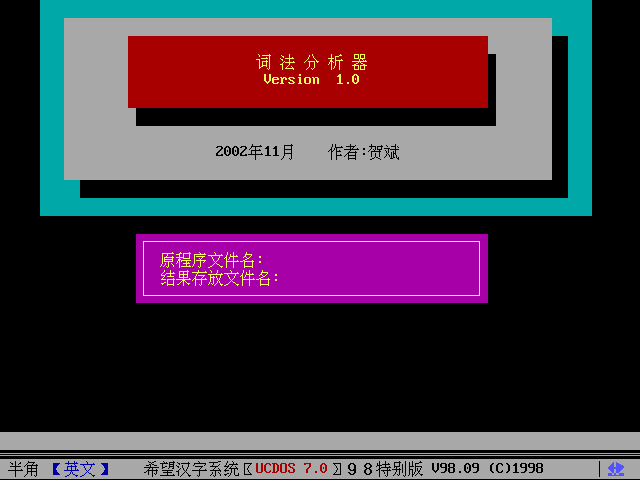 词法分析器
Version 1.0
2002年11月 作者:贺斌
原程序文件名:
结果存放文件名:
半角 【英文】 希望汉字系统〖UCDOS 7.0〗98特别版 V98.09 (C)1998